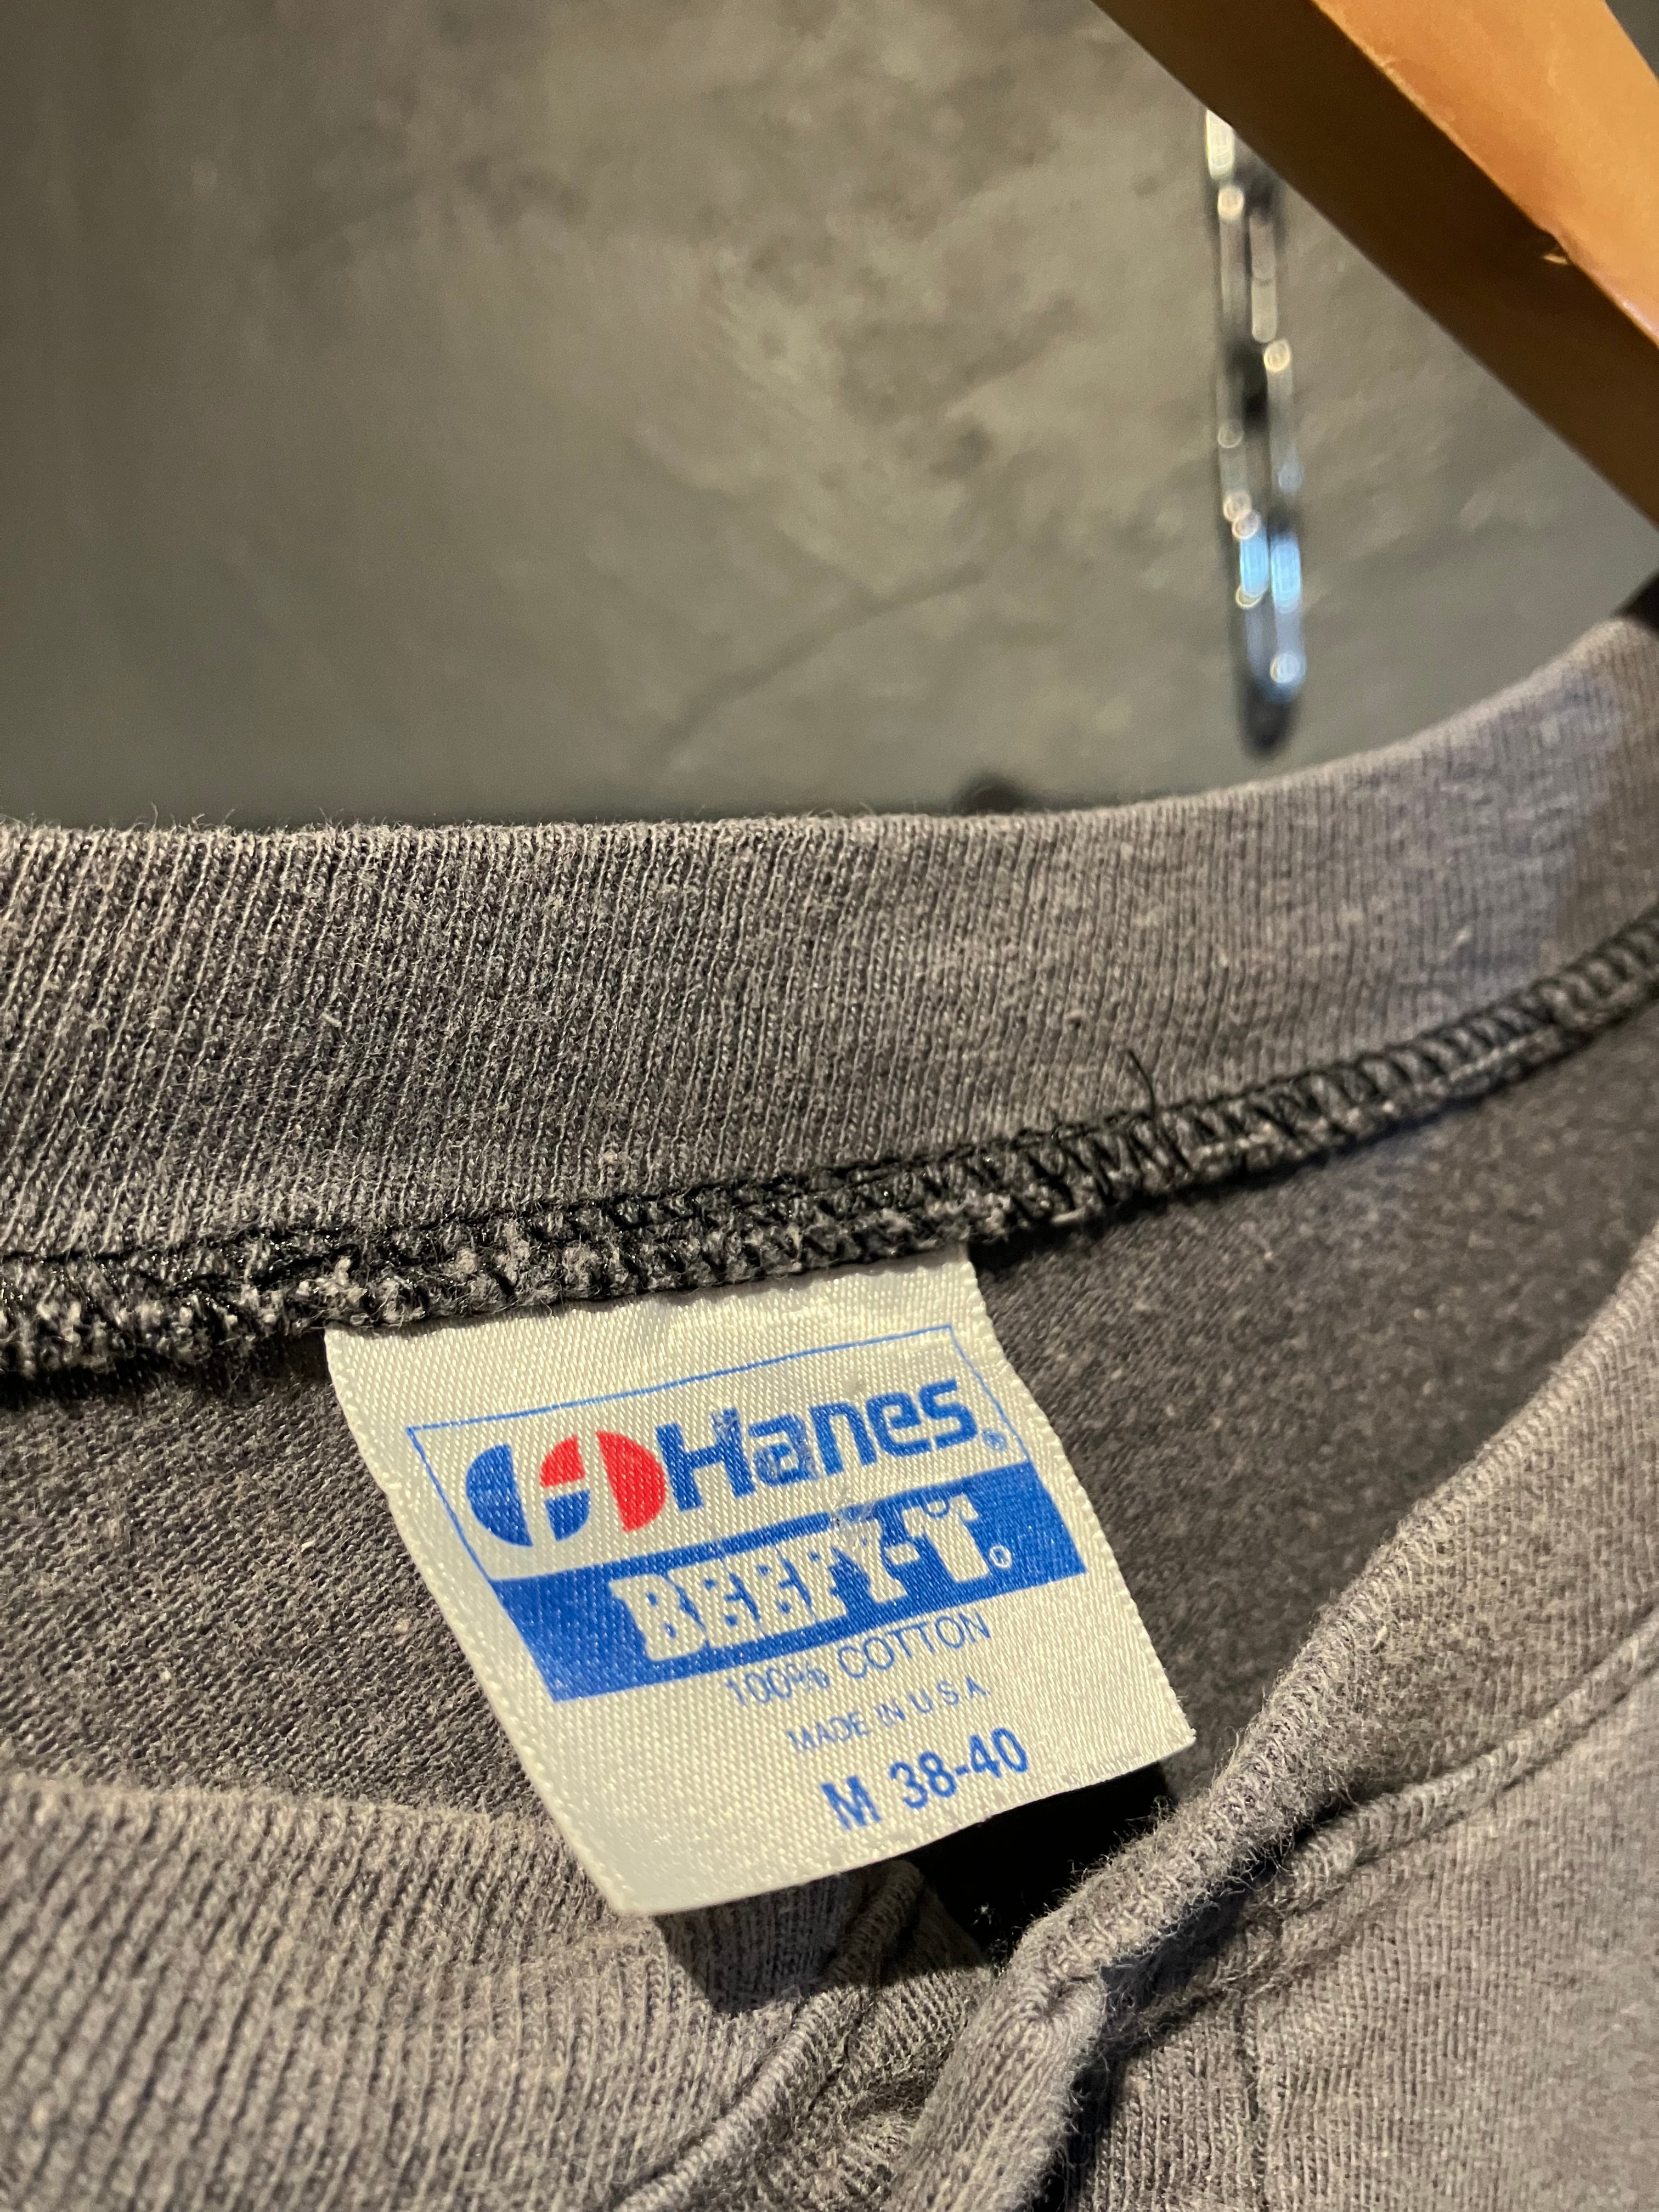 Hanes®
BEEFY-T®
100% COTTON
MADE IN U.S.A.
M 38-40